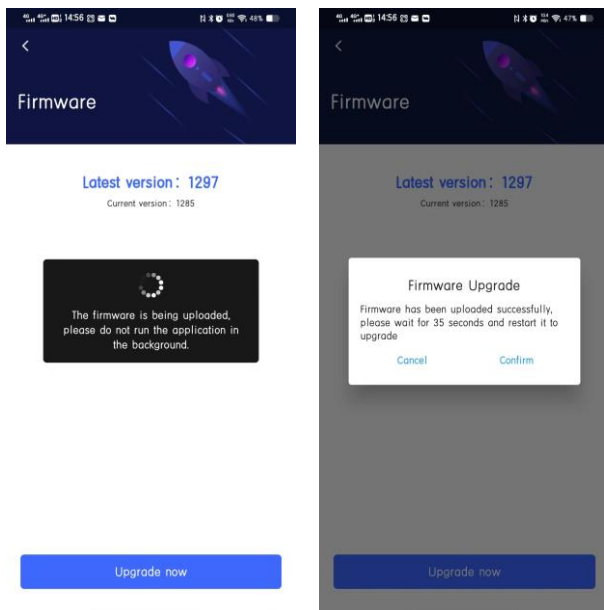 14:56
48%
Firmware
Latest version： 1297
Current version： 1285
The firmware is being uploaded,
please do not run the application in
the background.
Upgrade now
14:56
47%
Firmware
Latest version： 1297
Current version： 1285
Firmware Upgrade
Firmware has been uploaded successfully,
please wait for 35 seconds and restart it to
upgrade
Cancel Confirm
Upgrade now